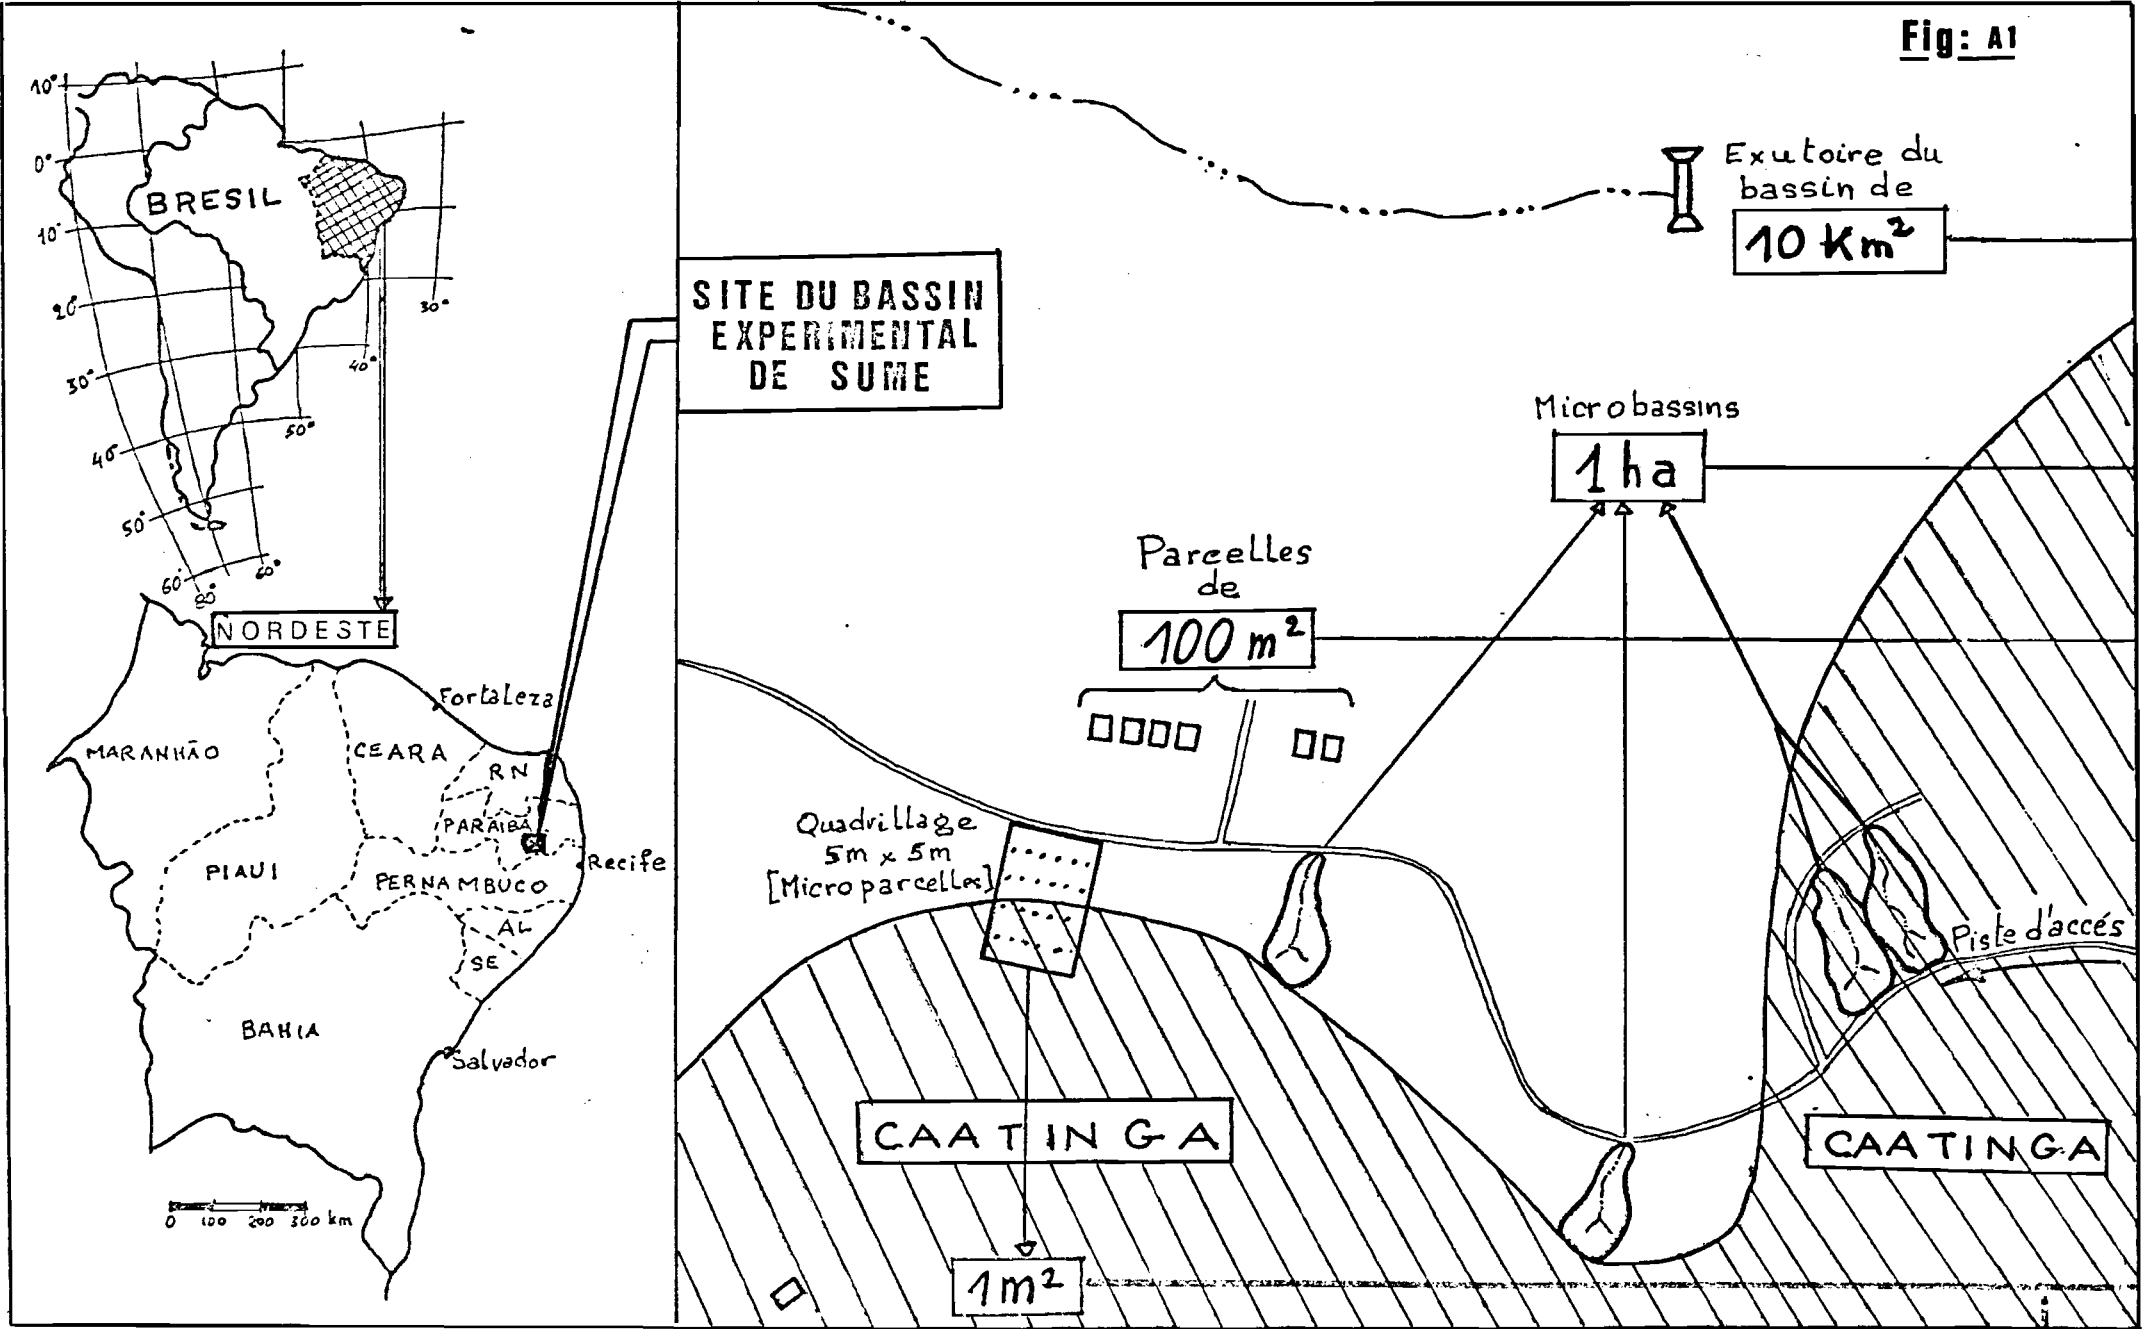 Fig: A1
10°
0°
10°
20°
30°
40°
50°
60°
80°
60°
50°
40°
30°
BRESIL
NORDESTE
Fortaleza
MARANHÃO
CEARA
RN
PARAIBA
PIAUI
PERNAMBUCO
Recife
AL
SE
BAHIA
Salvador
0 100 200 300 km
SITE DU BASSIN
EXPERIMENTAL
DE SUME
Exutoire du
bassin de
10 Km²
Microbassins
1 ha
Parcelles
de
100 m²
Quadrillage
5m x 5m
[Microparcelles]
Piste d'accés
CAATINGA
CAATINGA
1 m²